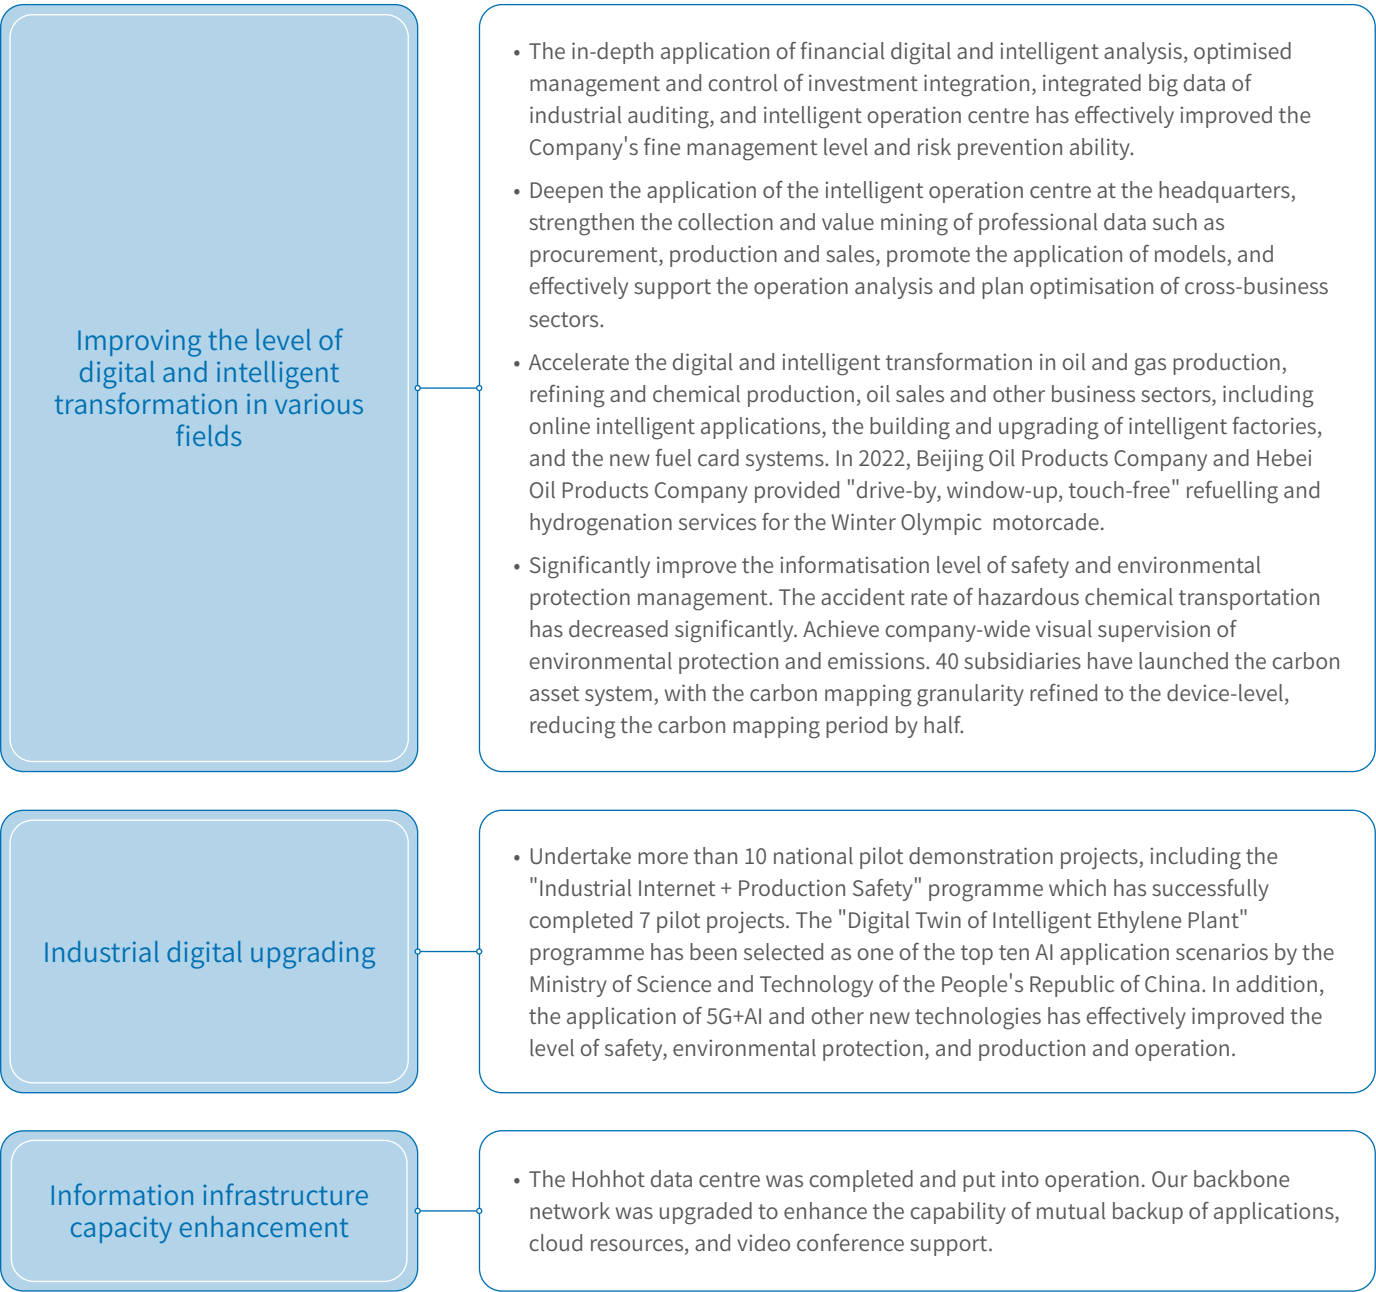 Improving the level of
digital and intelligent
transformation in various
fields
• The in-depth application of financial digital and intelligent analysis, optimised
management and control of investment integration, integrated big data of
industrial auditing, and intelligent operation centre has effectively improved the
Company's fine management level and risk prevention ability.
• Deepen the application of the intelligent operation centre at the headquarters,
strengthen the collection and value mining of professional data such as
procurement, production and sales, promote the application of models, and
effectively support the operation analysis and plan optimisation of cross-business
sectors.
• Accelerate the digital and intelligent transformation in oil and gas production,
refining and chemical production, oil sales and other business sectors, including
online intelligent applications, the building and upgrading of intelligent factories,
and the new fuel card systems. In 2022, Beijing Oil Products Company and Hebei
Oil Products Company provided "drive-by, window-up, touch-free" refuelling and
hydrogenation services for the Winter Olympic  motorcade.
• Significantly improve the informatisation level of safety and environmental
protection management. The accident rate of hazardous chemical transportation
has decreased significantly. Achieve company-wide visual supervision of
environmental protection and emissions. 40 subsidiaries have launched the carbon
asset system, with the carbon mapping granularity refined to the device-level,
reducing the carbon mapping period by half.
Industrial digital upgrading
• Undertake more than 10 national pilot demonstration projects, including the
"Industrial Internet + Production Safety" programme which has successfully
completed 7 pilot projects. The "Digital Twin of Intelligent Ethylene Plant"
programme has been selected as one of the top ten AI application scenarios by the
Ministry of Science and Technology of the People's Republic of China. In addition,
the application of 5G+AI and other new technologies has effectively improved the
level of safety, environmental protection, and production and operation.
Information infrastructure
capacity enhancement
• The Hohhot data centre was completed and put into operation. Our backbone
network was upgraded to enhance the capability of mutual backup of applications,
cloud resources, and video conference support.